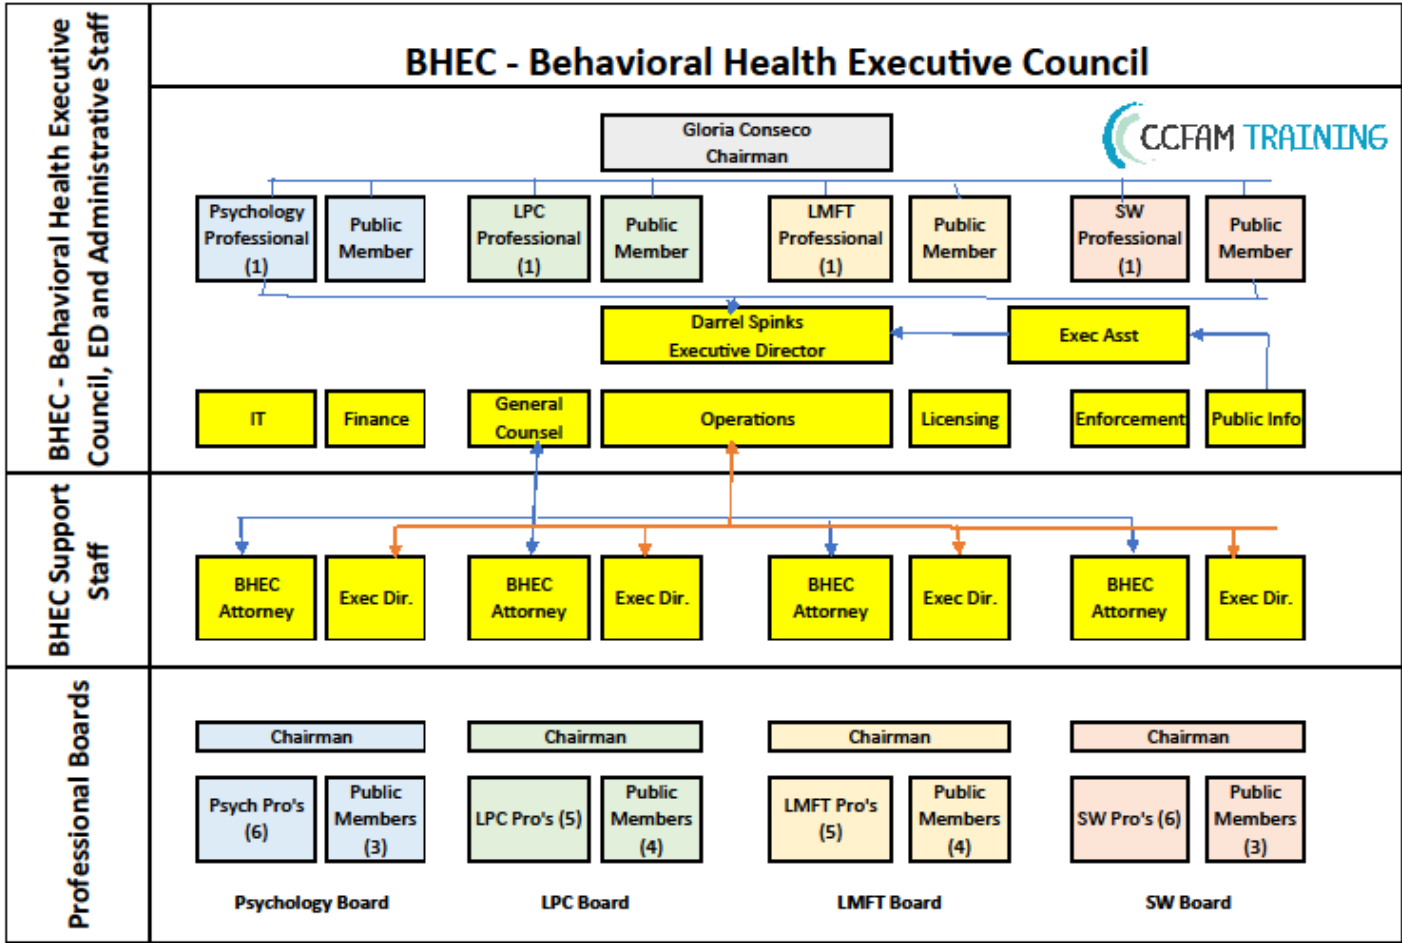 BHEC - Behavioral Health Executive
Council, ED and Administrative Staff
BHEC - Behavioral Health Executive Council
CCFAM TRAINING
Gloria Conseco
Chairman
Psychology
Professional
(1)
Public
Member
LPC
Professional
(1)
Public
Member
LMFT
Professional
(1)
Public
Member
SW
Professional
(1)
Public
Member
Darrel Spinks
Executive Director
Exec Asst
IT
Finance
General
Counsel
Operations
Licensing
Enforcement
Public Info
BHEC Support
Staff
BHEC
Attorney
Exec Dir.
BHEC
Attorney
Exec Dir.
BHEC
Attorney
Exec Dir.
BHEC
Attorney
Exec Dir.
Professional Boards
Chairman
Chairman
Chairman
Chairman
Psych Pro's
(6)
Public
Members
(3)
LPC Pro's (5)
Public
Members
(4)
LMFT Pro's
(5)
Public
Members
(4)
SW Pro's (6)
Public
Members
(3)
Psychology Board
LPC Board
LMFT Board
SW Board